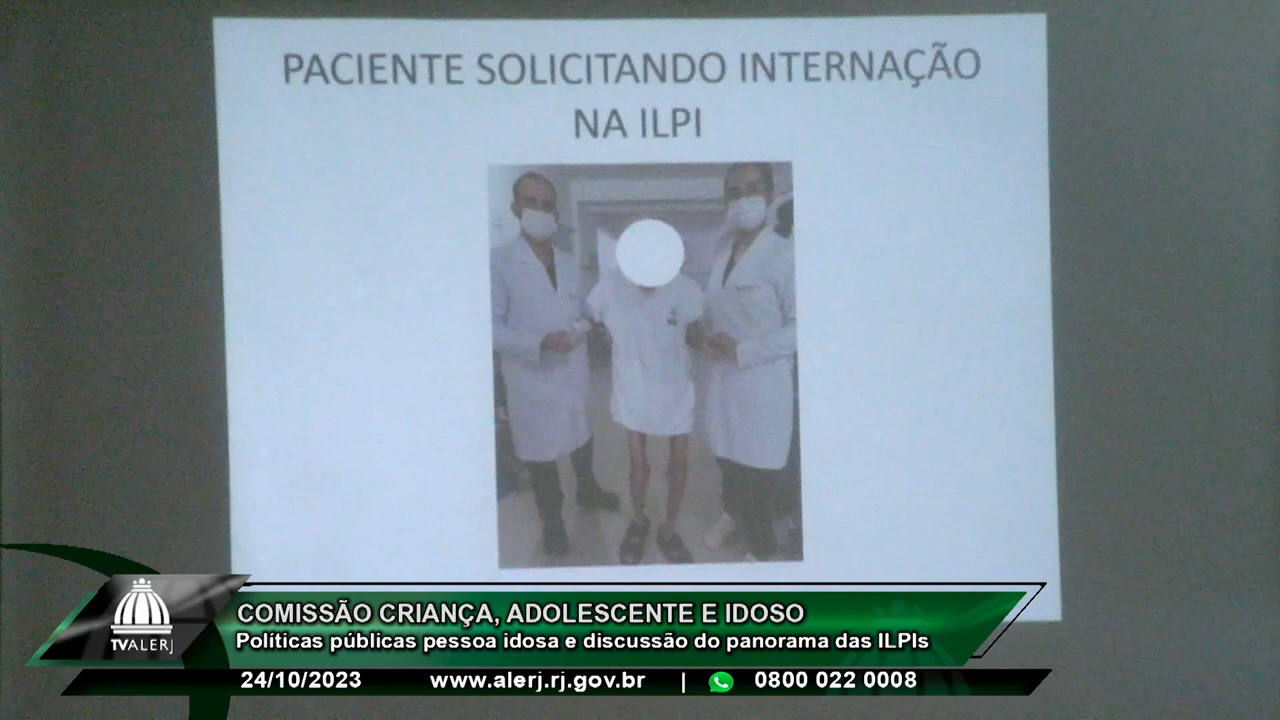 PACIENTE SOLICITANDO INTERNAÇÃO
NA ILPI
COMISSÃO CRIANÇA, ADOLESCENTE E IDOSO
Políticas públicas pessoa idosa e discussão do panorama das ILPIs
TVALERJ
24/10/2023 www.alerj.rj.gov.br | 0800 022 0008